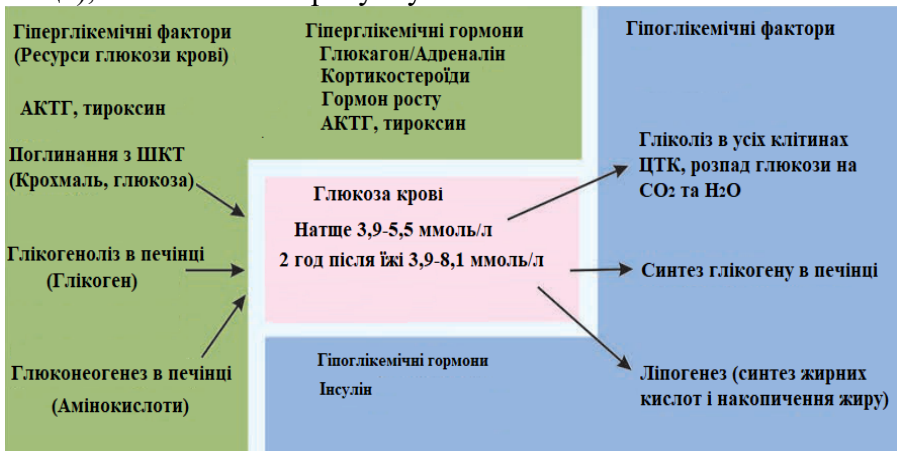 Гіперглікемічні фактори
(Ресурси глюкози крові)
АКТГ, тироксин
Поглинання з ШКТ
(Крохмаль, глюкоза)
Глікогеноліз в печінці
(Глікоген)
Глюконеогенез в печінці
(Амінокислоти)
Гіперглікемічні гормони
Глюкагон/Адреналін
Кортикостероїди
Гормон росту
АКТГ, тироксин
Глюкоза крові
Натще 3,9-5,5 ммоль/л
2 год після їжі 3,9-8,1 ммоль/л
Гіпоглікемічні гормони
Інсулін
Гіпоглікемічні фактори
Гліколіз в усіх клітинах
ЦТК, розпад глюкози на
CO2 та H2O
Синтез глікогену в печінці
Ліпогенез (синтез жирних
кислот і накопичення жиру)